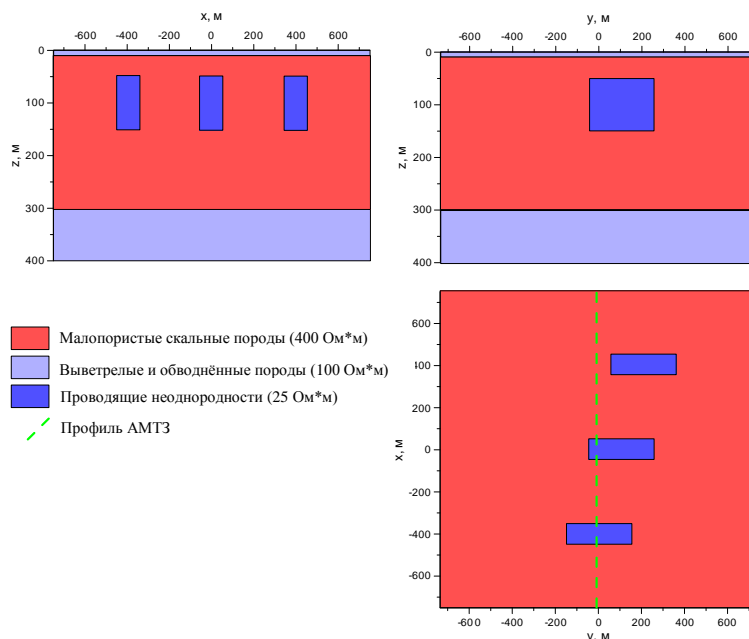 x, м
-600 -400 -200 0 200 400 600
0
100
200
300
400
z, м
y, м
-600 -400 -200 0 200 400 600
0
100
200
300
400
z, м
Малопористые скальные породы (400 Ом*м)
Выветрелые и обводнённые породы (100 Ом*м)
Проводящие неоднородности (25 Ом*м)
Профиль АМТЗ
600
400
200
0
-200
-400
-600
x, м
-600 -400 -200 0 200 400 600
y, м